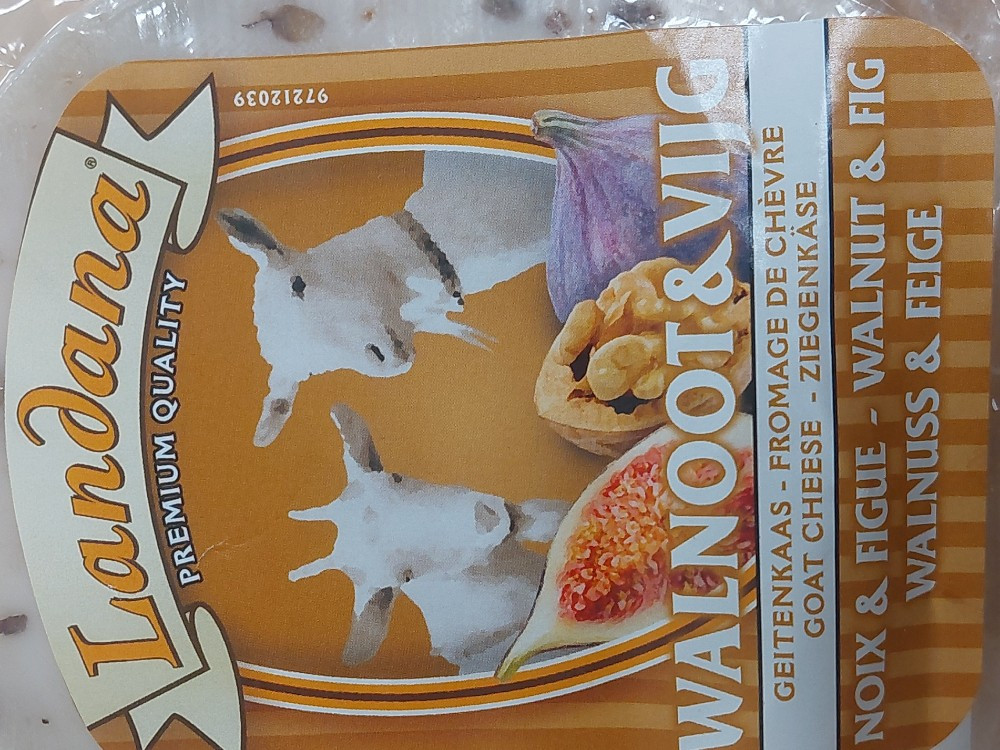 97212039
Landana®
PREMIUM QUALITY
WALNOOT & VIJG
GEITENKAAS - FROMAGE DE CHÈVRE
GOAT CHEESE - ZIEGENKÄSE
NOIX & FIGUE - WALNUT & FIG
WALNUSS & FEIGE